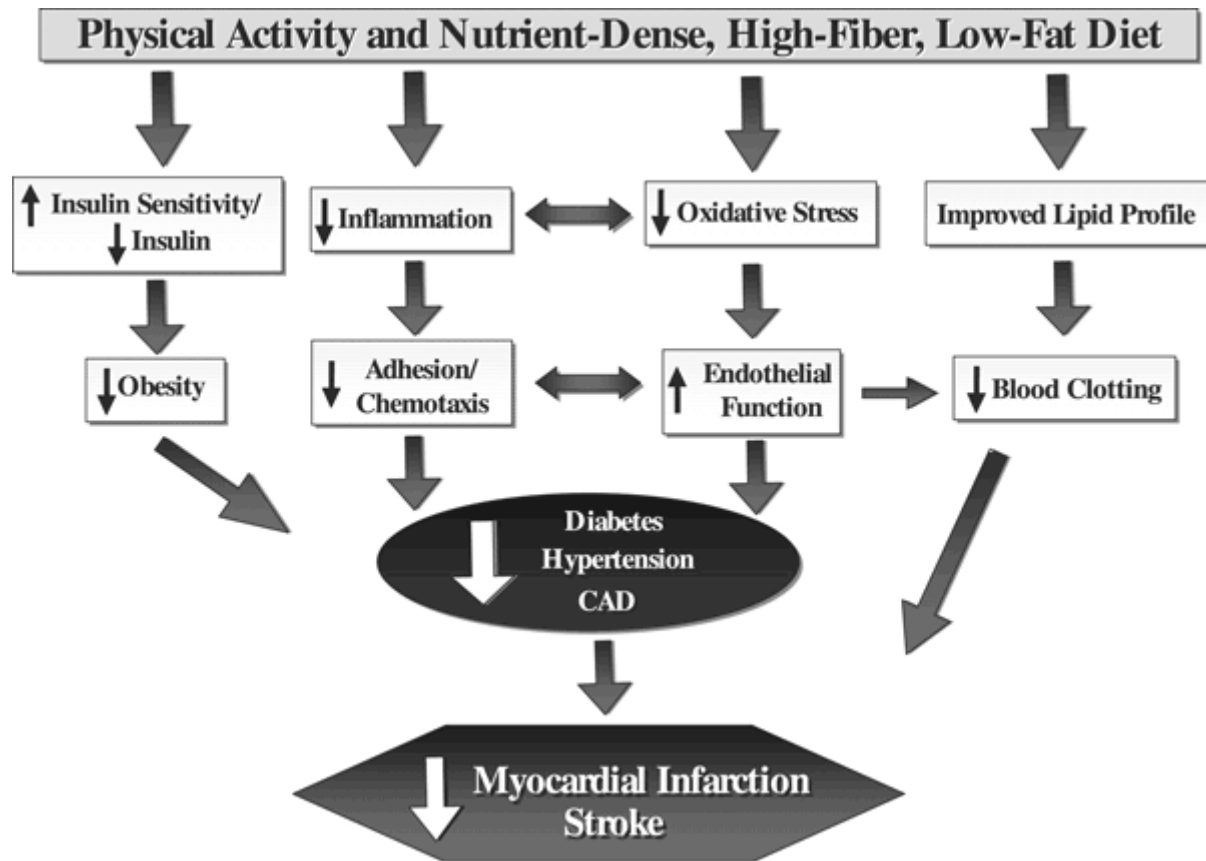 Physical Activity and Nutrient-Dense, High-Fiber, Low-Fat Diet
Insulin Sensitivity/
Insulin
Inflammation
Oxidative Stress
Improved Lipid Profile
Obesity
Adhesion/
Chemotaxis
Endothelial
Function
Blood Clotting
Diabetes
Hypertension
CAD
Myocardial Infarction
Stroke